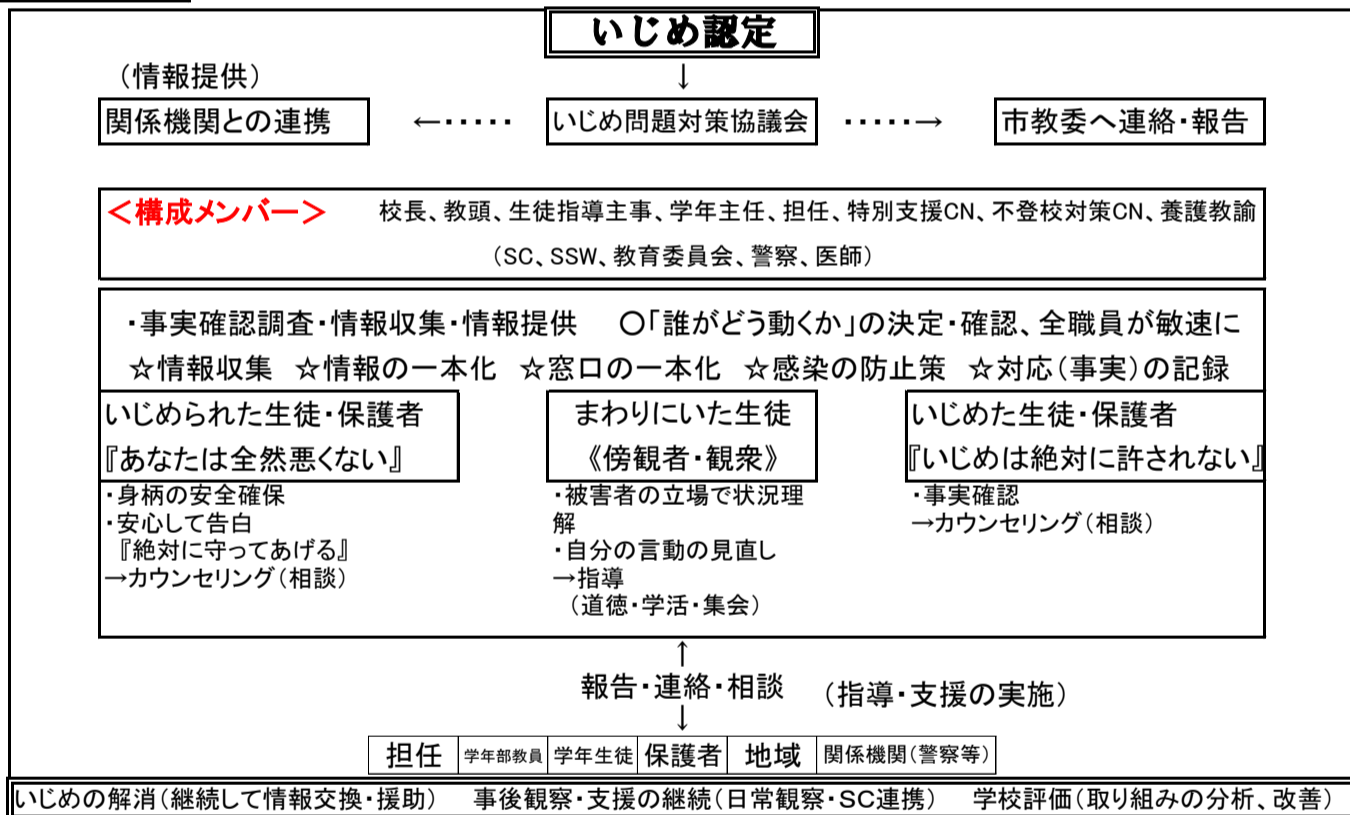 いじめ認定
（情報提供）　↓
関係機関との連携　←・・・・・　いじめ問題対策協議会　・・・・・→　市教委へ連絡・報告
＜構成メンバー＞　校長、教頭、生徒指導主事、学年主任、担任、特別支援CN、不登校対策CN、養護教諭
（SC、SSW、教育委員会、警察、医師）
・事実確認調査・情報収集・情報提供　○「誰がどう動くか」の決定・確認、全職員が敏速に
☆情報収集　☆情報の一本化　☆窓口の一本化　☆感染の防止策　☆対応（事実）の記録
いじめられた生徒・保護者
『あなたは全然悪くない』
・身柄の安全確保
・安心して告白
『絶対に守ってあげる』
→カウンセリング（相談）
まわりにいた生徒
《傍観者・観衆》
・被害者の立場で状況理
解
・自分の言動の見直し
→指導
（道徳・学活・集会）
いじめた生徒・保護者
『いじめは絶対に許されない』
・事実確認
→カウンセリング（相談）
↑
報告・連絡・相談　（指導・支援の実施）
↓
担任　学年部教員　学年生徒　保護者　地域　関係機関（警察等）
いじめの解消（継続して情報交換・援助）　事後観察・支援の継続（日常観察・SC連携）　学校評価（取り組みの分析、改善）